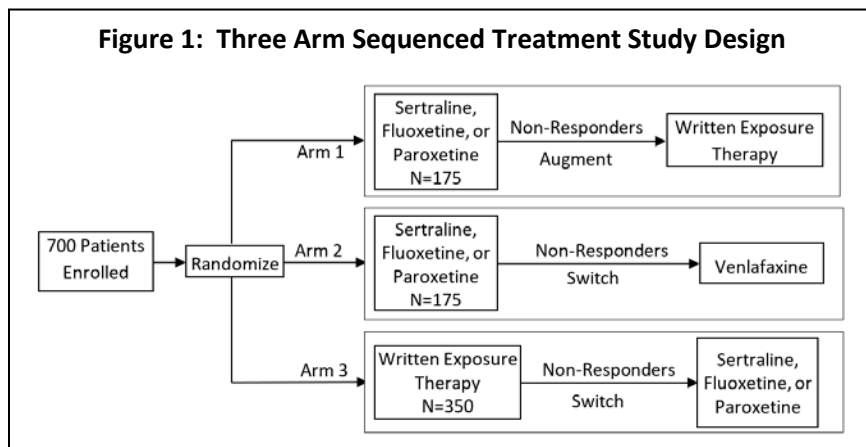 Figure 1: Three Arm Sequenced Treatment Study Design
700 Patients
Enrolled
Randomize
Arm 1
Sertraline,
Fluoxetine, or
Paroxetine
N=175
Non-Responders
Augment
Written Exposure
Therapy
Arm 2
Sertraline,
Fluoxetine, or
Paroxetine
N=175
Non-Responders
Switch
Venlafaxine
Arm 3
Written Exposure
Therapy
N=350
Non-Responders
Switch
Sertraline,
Fluoxetine, or
Paroxetine